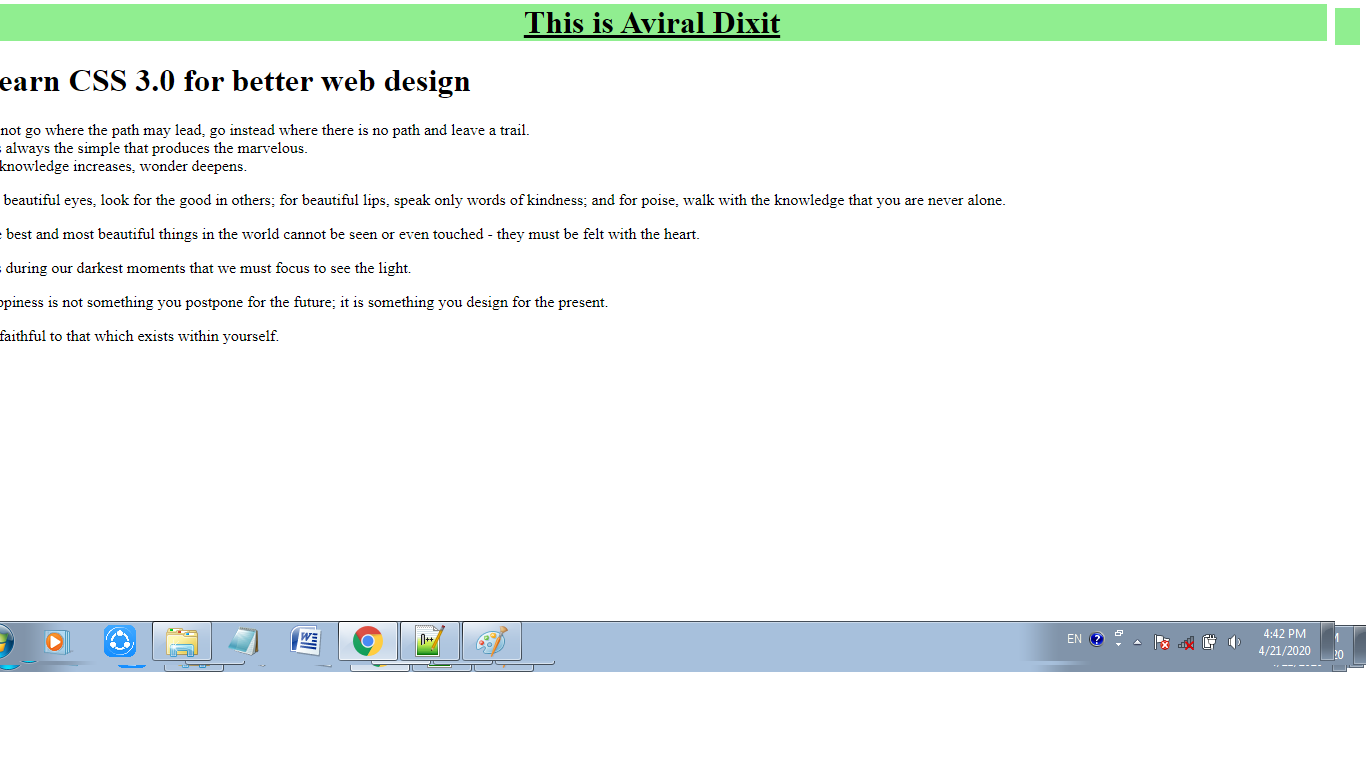 This is Aviral Dixit
earn CSS 3.0 for better web design
not go where the path may lead, go instead where there is no path and leave a trail.
always the simple that produces the marvelous.
knowledge increases, wonder deepens.
beautiful eyes, look for the good in others; for beautiful lips, speak only words of kindness; and for poise, walk with the knowledge that you are never alone.
best and most beautiful things in the world cannot be seen or even touched - they must be felt with the heart.
during our darkest moments that we must focus to see the light.
ppiness is not something you postpone for the future; it is something you design for the present.
faithful to that which exists within yourself.
EN
4:42 PM
4/21/2020